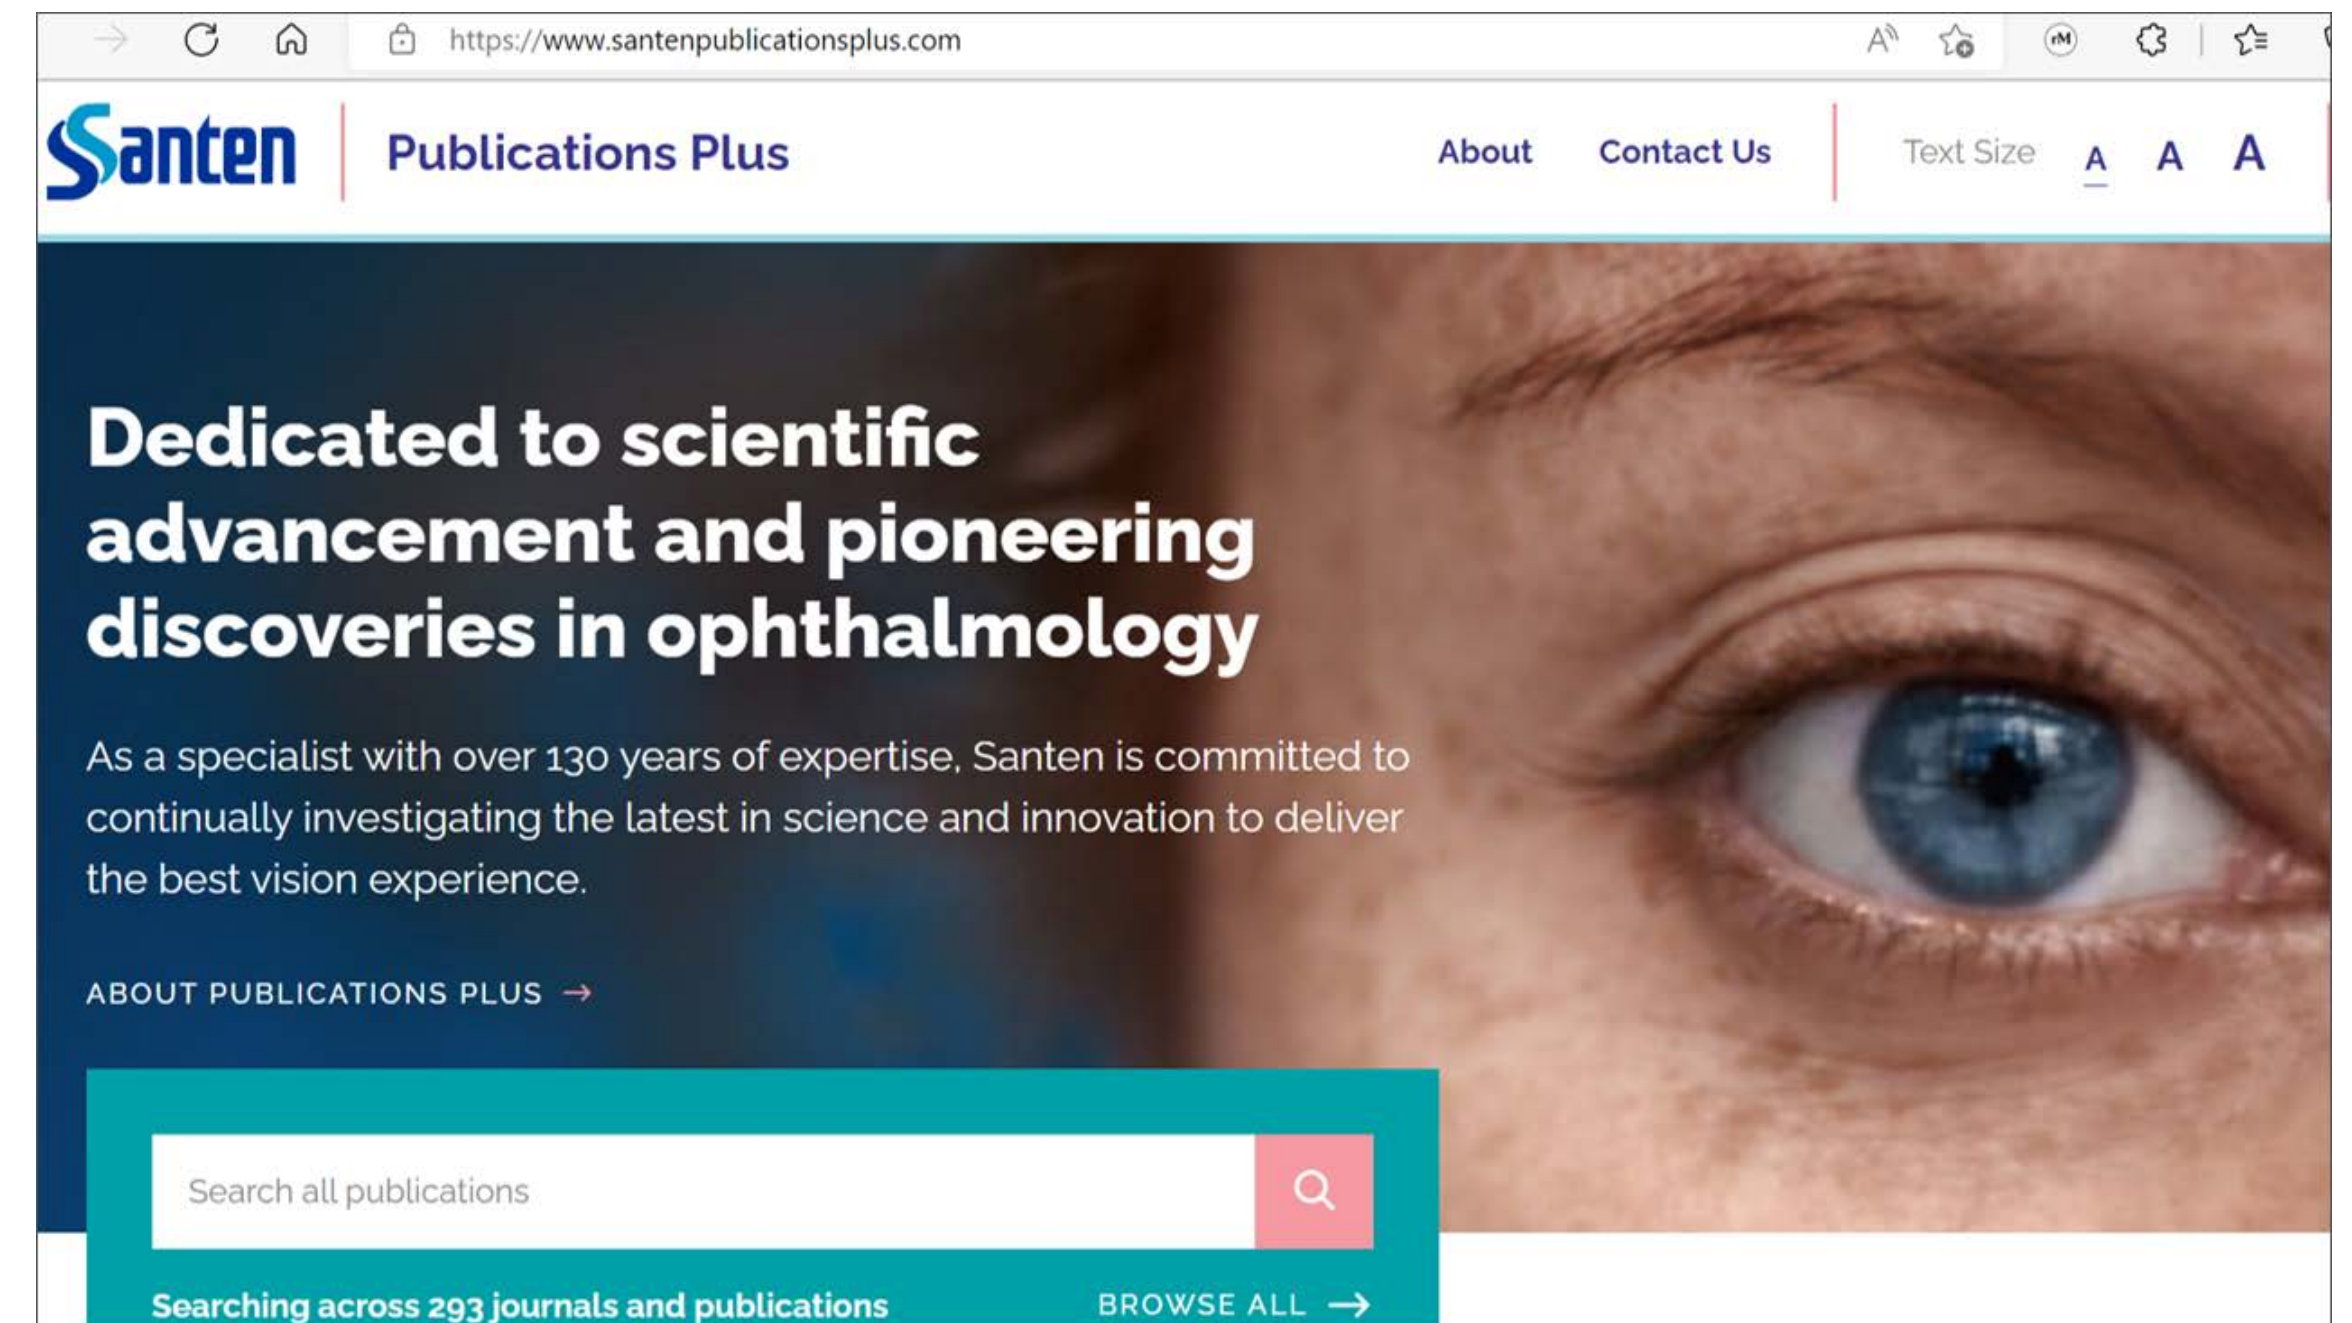 https://www.santenpublicationsplus.com
Santen
Publications Plus
About
Contact Us
Text Size
A
A
A
Dedicated to scientific
advancement and pioneering
discoveries in ophthalmology
As a specialist with over 130 years of expertise, Santen is committed to
continually investigating the latest in science and innovation to deliver
the best vision experience.
ABOUT PUBLICATIONS PLUS →
Search all publications
Searching across 293 journals and publications
BROWSE ALL →